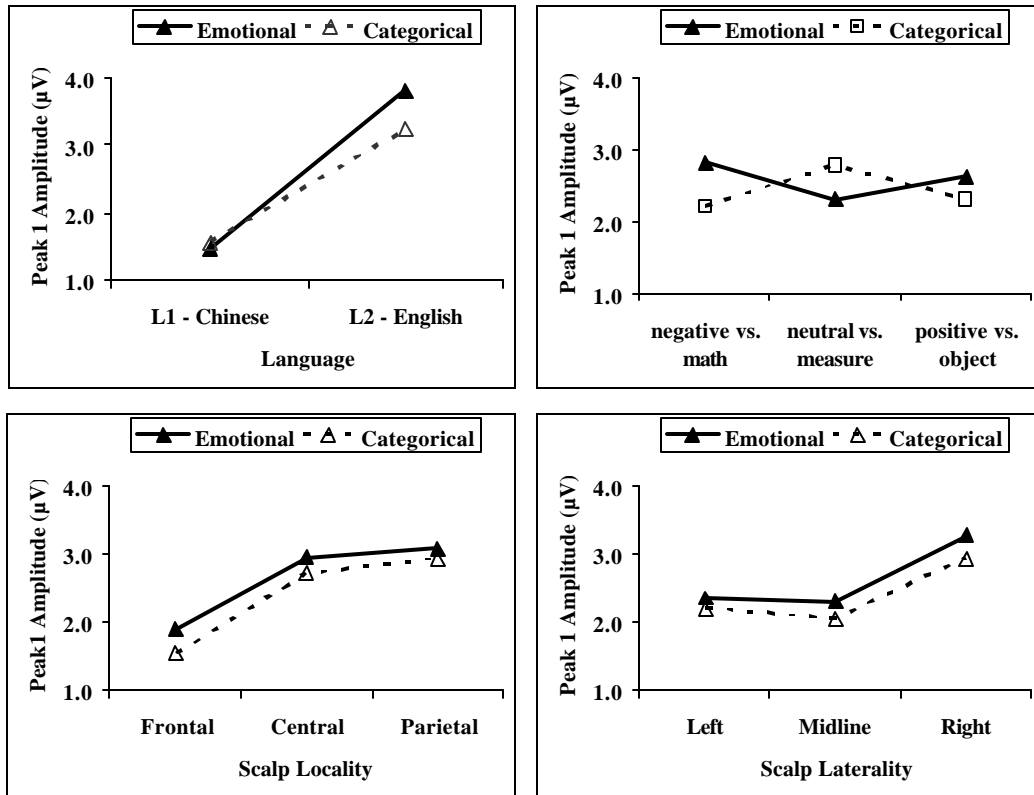 Emotional Categorical
4.0
3.0
2.0
1.0
Peak 1 Amplitude (µV)
L1 - Chinese L2 - English
Language
Emotional Categorical
4.0
3.0
2.0
1.0
Peak 1 Amplitude (µV)
negative vs. neutral vs. positive vs.
math measure object
Emotional Categorical
4.0
3.0
2.0
1.0
Peak1 Amplitude (µV)
Frontal Central Parietal
Scalp Locality
Emotional Categorical
4.0
3.0
2.0
1.0
Peak 1 Amplitude (µV)
Left Midline Right
Scalp Laterality